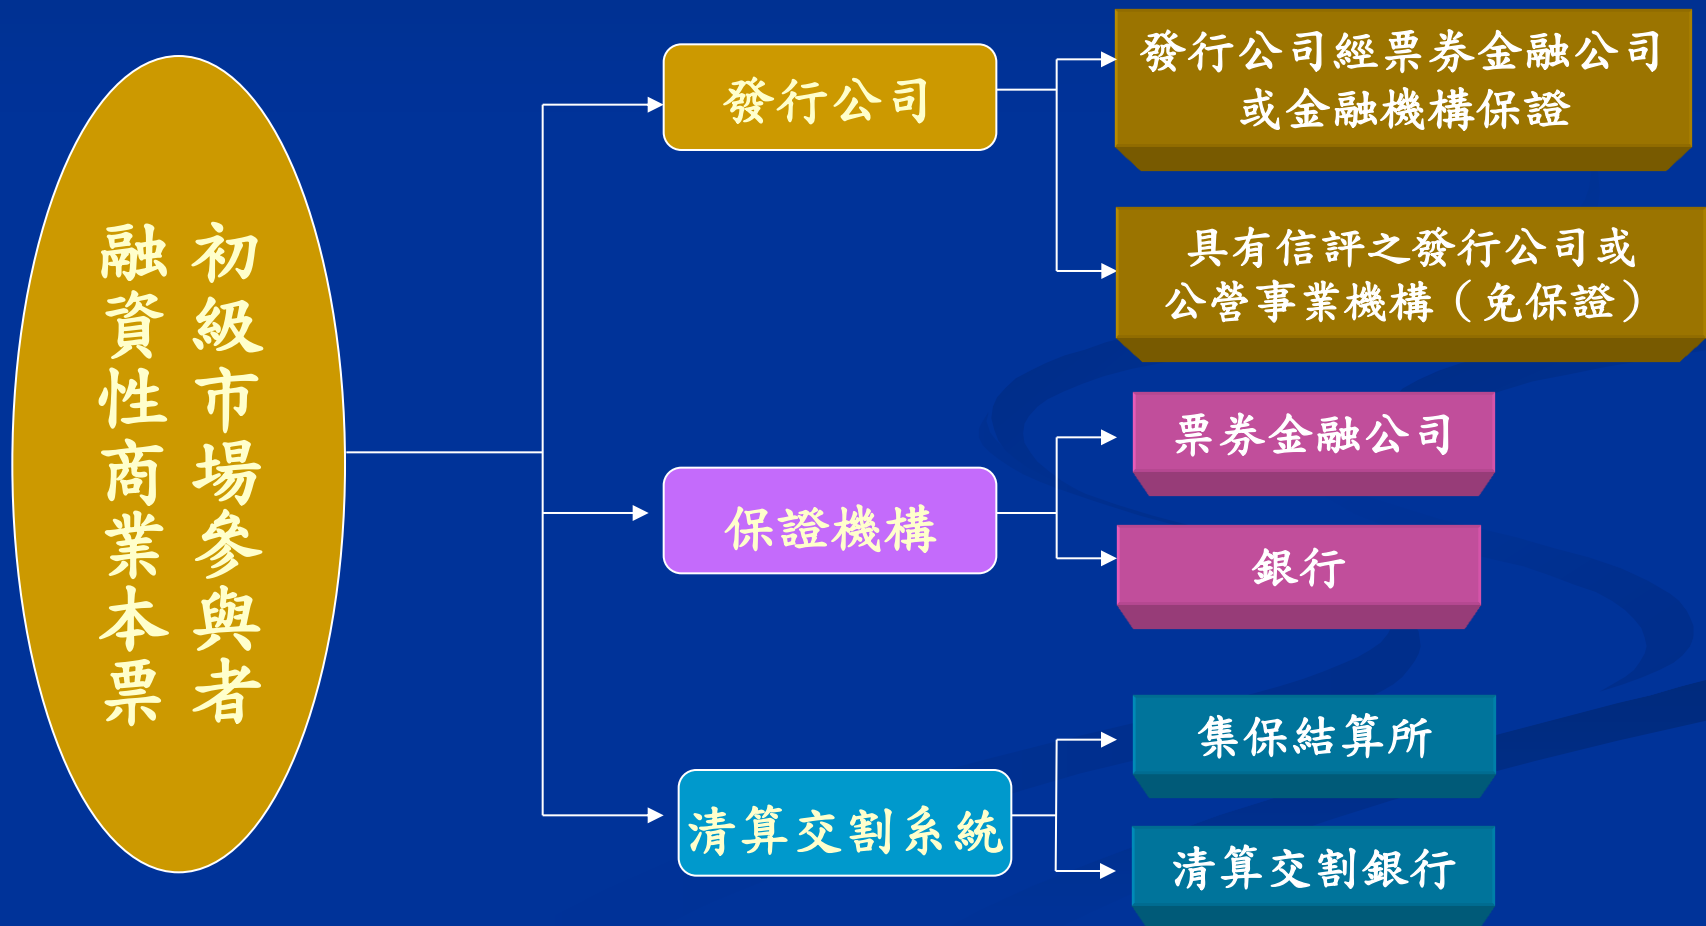 初級市場參與者
融資性商業本票
發行公司
發行公司經票券金融公司
或金融機構保證
具有信評之發行公司或
公營事業機構（免保證）
保證機構
票券金融公司
銀行
清算交割系統
集保結算所
清算交割銀行